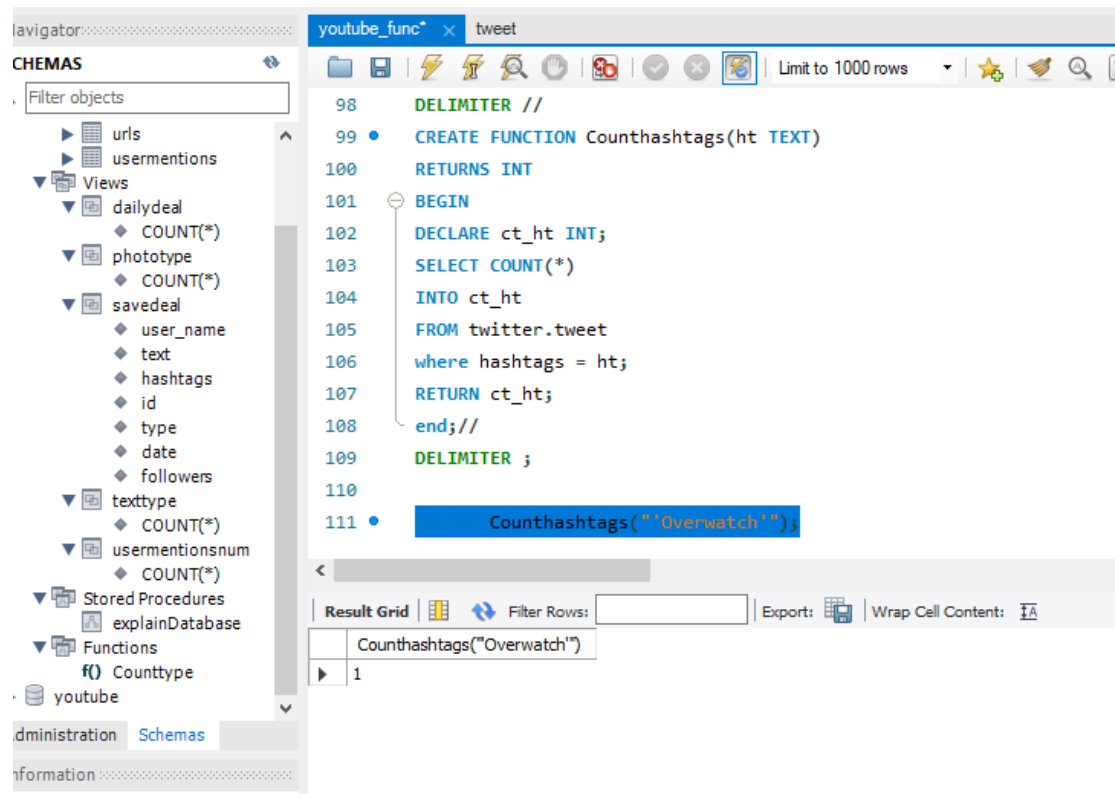 avigator
youtube_func*
tweet
CHEMAS
Limit to 1000 rows
Filter objects
urls
usermentions
Views
dailydeal
COUNT(*)
phototype
COUNT(*)
savedeal
user_name
text
hashtags
id
type
date
followers
texttype
COUNT(*)
usermentionsnum
COUNT(*)
Stored Procedures
explainDatabase
Functions
f() Counttype
youtube
dministration Schemas
nformation
98 DELIMITER //
99 CREATE FUNCTION Counthashtags(ht TEXT)
100 RETURNS INT
101 BEGIN
102 DECLARE ct_ht INT;
103 SELECT COUNT(*)
104 INTO ct_ht
105 FROM twitter.tweet
106 where hashtags = ht;
107 RETURN ct_ht;
108 end;//
109 DELIMITER ;
110
111 Counthashtags("'Overwatch'");
Result Grid Filter Rows: Export: Wrap Cell Content:
Counthashtags("'Overwatch'")
1